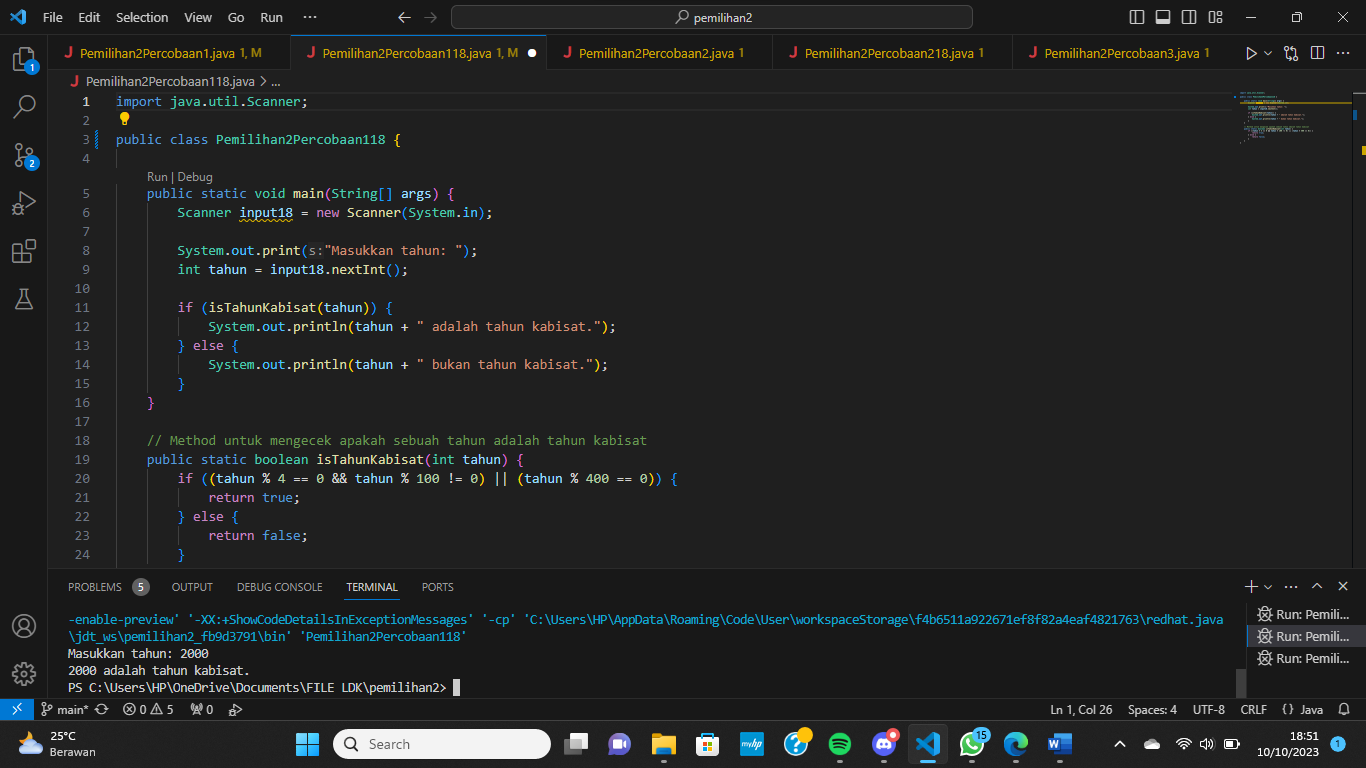 File Edit Selection View Go Run ··· pemilihan2
Pemilihan2Percobaan1.java 1, M Pemilihan2Percobaan118.java 1, M Pemilihan2Percobaan2.java 1 Pemilihan2Percobaan218.java 1 Pemilihan2Percobaan3.java 1
Pemilihan2Percobaan118.java > ...
1 import java.util.Scanner;
2
3 public class Pemilihan2Percobaan118 {
4
Run | Debug
5 public static void main(String[] args) {
6 Scanner input18 = new Scanner(System.in);
7
8 System.out.print(s:"Masukkan tahun: ");
9 int tahun = input18.nextInt();
10
11 if (isTahunKabisat(tahun)) {
12 System.out.println(tahun + " adalah tahun kabisat.");
13 } else {
14 System.out.println(tahun + " bukan tahun kabisat.");
15 }
16 }
17
18 // Method untuk mengecek apakah sebuah tahun adalah tahun kabisat
19 public static boolean isTahunKabisat(int tahun) {
20 if ((tahun % 4 == 0 && tahun % 100 != 0) || (tahun % 400 == 0)) {
21 return true;
22 } else {
23 return false;
24 }
1
2
PROBLEMS 5 OUTPUT DEBUG CONSOLE TERMINAL PORTS
-enable-preview' '-XX:+ShowCodeDetailsInExceptionMessages' '-cp' 'C:\Users\HP\AppData\Roaming\Code\User\workspaceStorage\f4b6511a922671ef8f82a4eaf4821763\redhat.java
\jdt_ws\pemilihan2_fb9d3791\bin' 'Pemilihan2Percobaan118'
Masukkan tahun: 2000
2000 adalah tahun kabisat.
PS C:\Users\HP\OneDrive\Documents\FILE LDK\pemilihan2>
Run: Pemili...
Run: Pemili...
Run: Pemili...
main* 0 5 0 Ln 1, Col 26 Spaces: 4 UTF-8 CRLF {} Java
25°C
Berawan
Search
myhp
15
18:51
10/10/2023
1